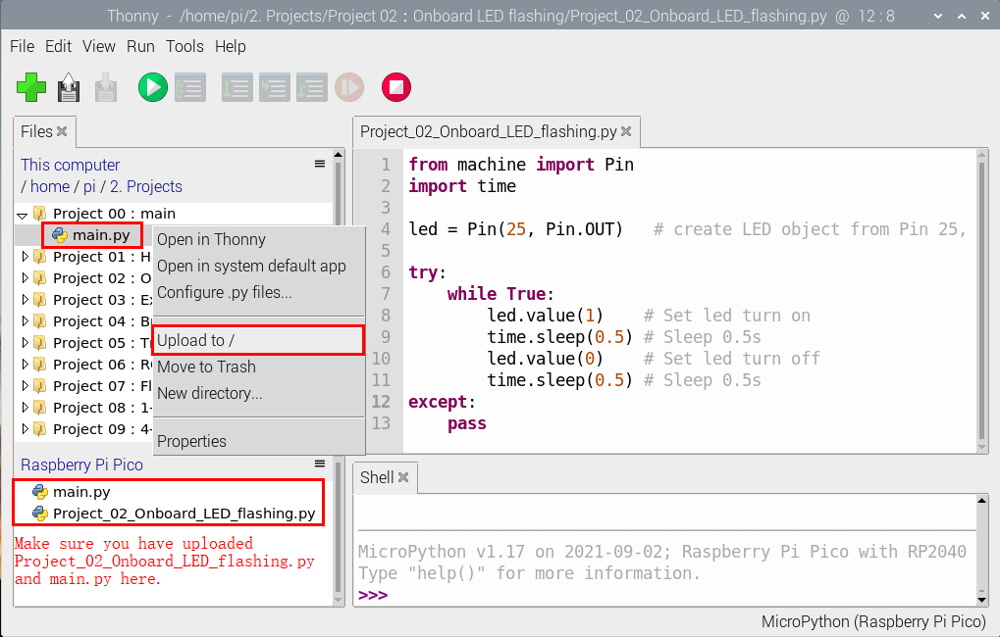 Thonny - /home/pi/2. Projects/Project 02 : Onboard LED flashing/Project_02_Onboard_LED_flashing.py @ 12 : 8
File Edit View Run Tools Help
Files
This computer
/ home / pi / 2. Projects
Project 00 : main
main.py
Project 01 : H
Project 02 : O
Project 03 : Ex
Project 04 : B
Project 05 : Tr
Project 06 : R
Project 07 : Fl
Project 08 : 1-
Project 09 : 4-
Open in Thonny
Open in system default app
Configure .py files...
Upload to /
Move to Trash
New directory...
Properties
Raspberry Pi Pico
main.py
Project_02_Onboard_LED_flashing.py
Make sure you have uploaded
Project_02_Onboard_LED_flashing.py
and main.py here.
Project_02_Onboard_LED_flashing.py
1 from machine import Pin
2 import time
3
4 led = Pin(25, Pin.OUT) # create LED object from Pin 25,
5
6 try:
7 while True:
8 led.value(1) # Set led turn on
9 time.sleep(0.5) # Sleep 0.5s
10 led.value(0) # Set led turn off
11 time.sleep(0.5) # Sleep 0.5s
12 except:
13 pass
Shell
MicroPython v1.17 on 2021-09-02; Raspberry Pi Pico with RP2040
Type "help()" for more information.
>>>
MicroPython (Raspberry Pi Pico)